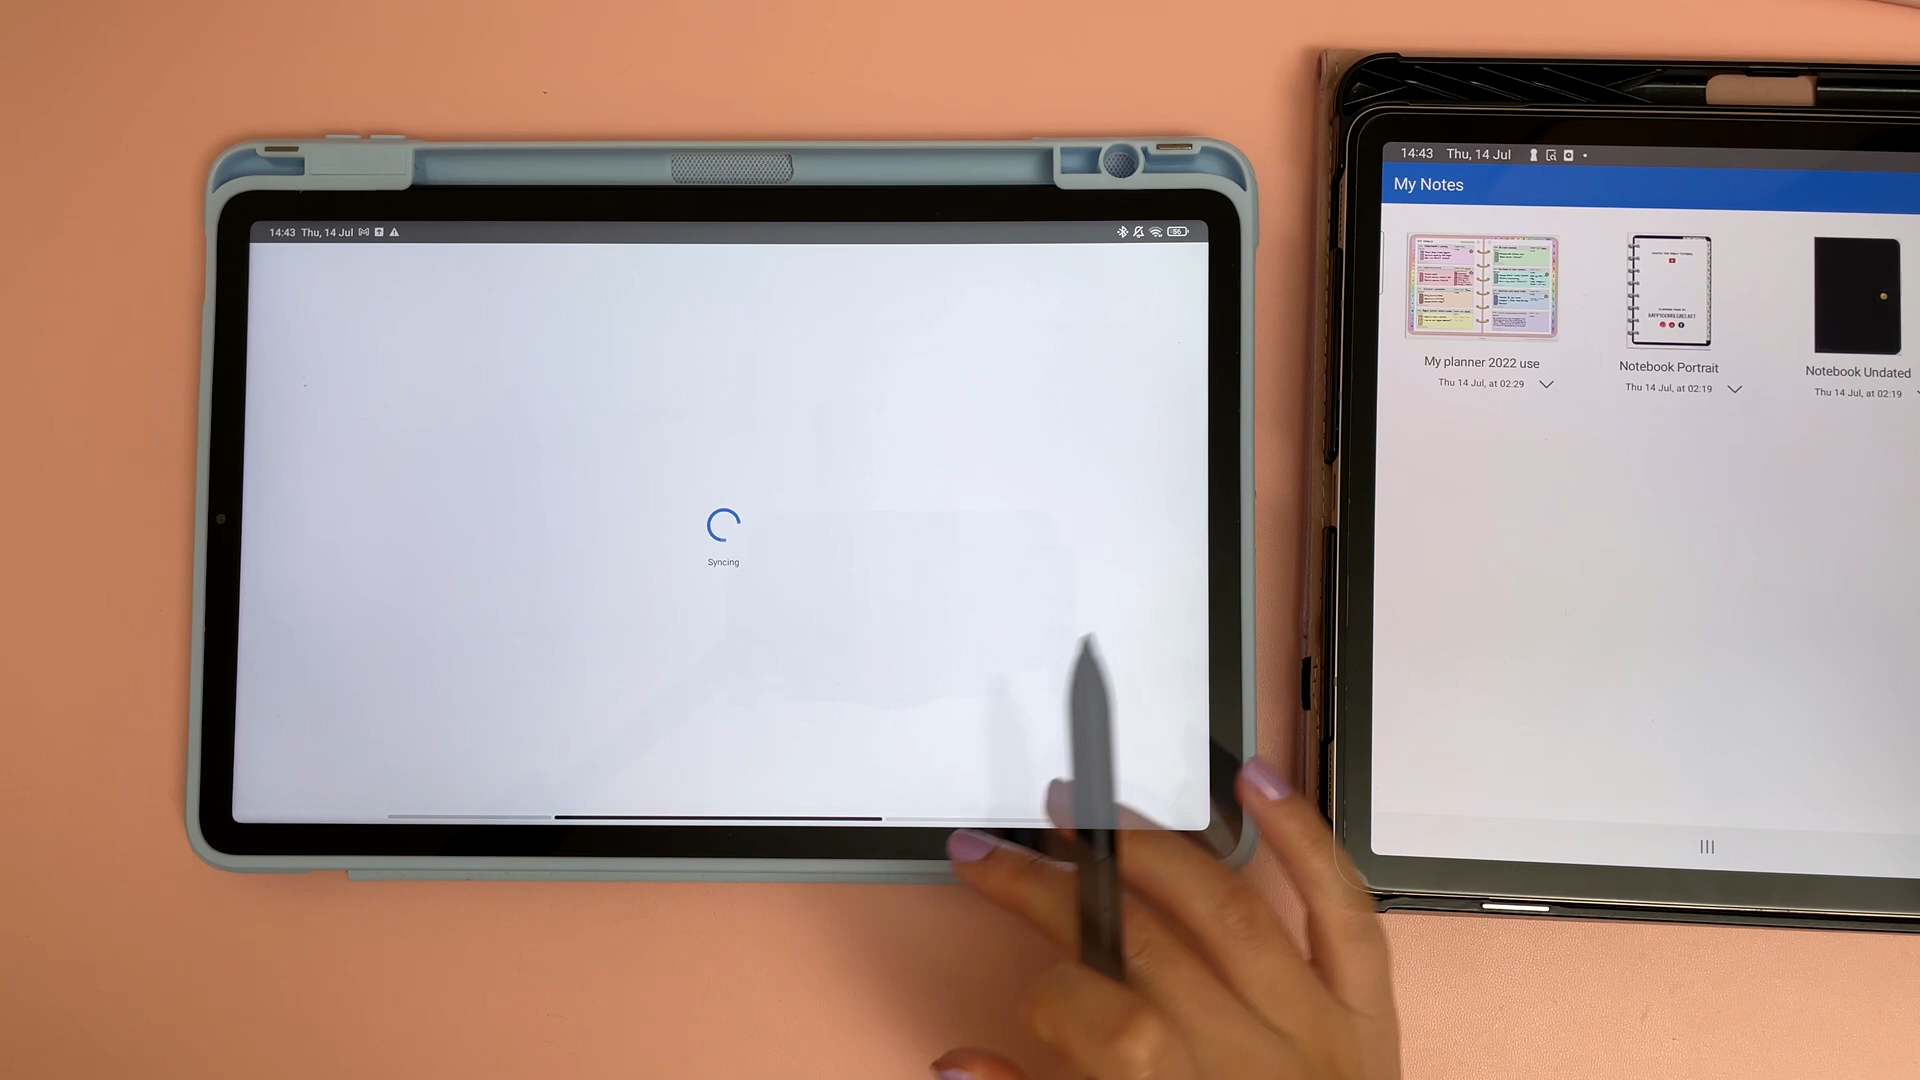 14:43 Thu, 14 Jul
56
Syncing
14:43 Thu, 14 Jul
My Notes
My planner 2022 use
Thu 14 Jul, at 02:29
Notebook Portrait
Thu 14 Jul, at 02:19
Notebook Undated
Thu 14 Jul, at 02:19